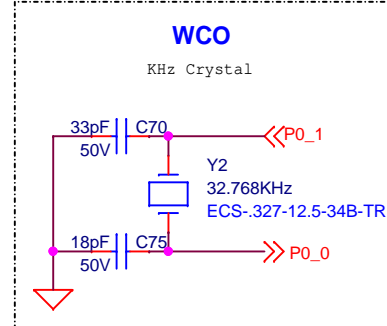 WCO
KHz Crystal
33pF C70 P0_1
50V
Y2
32.768KHz
ECS-.327-12.5-34B-TR
18pF C75
50V P0_0